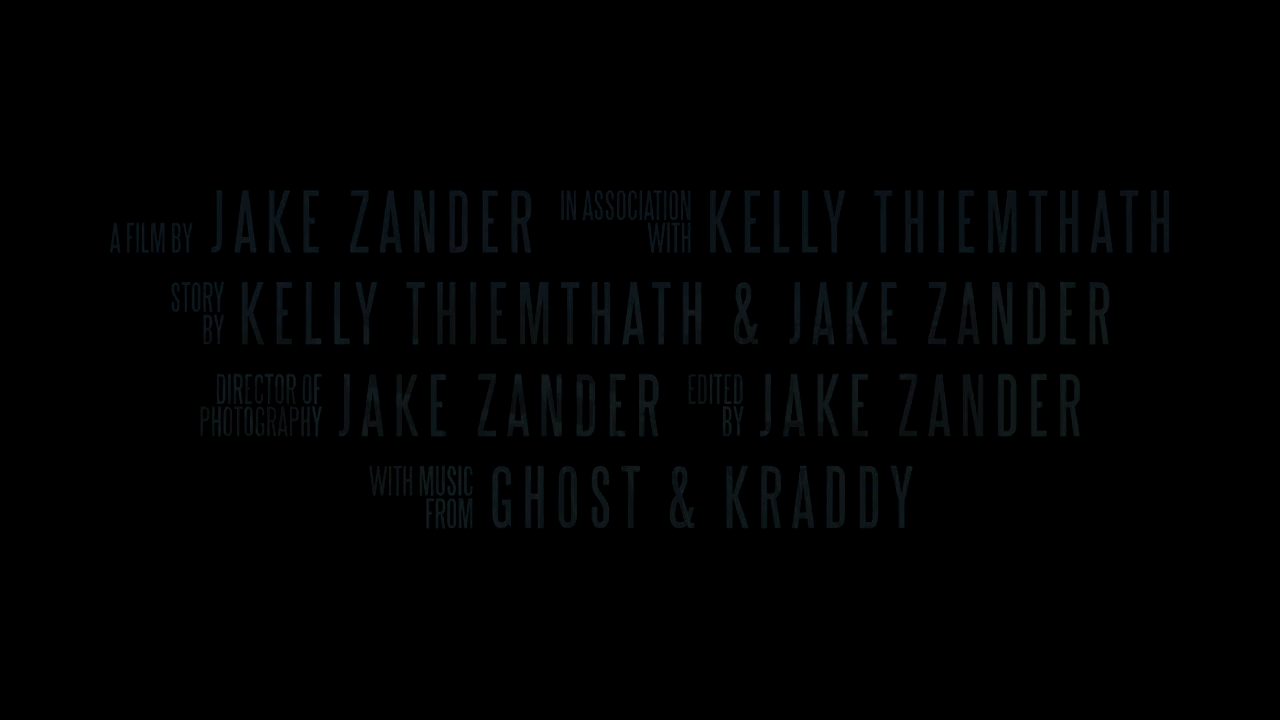 A FILM BY JAKE ZANDER IN ASSOCIATION WITH KELLY THIEMTHATH
STORY BY KELLY THIEMTHATH & JAKE ZANDER
DIRECTOR OF PHOTOGRAPHY JAKE ZANDER EDITED BY JAKE ZANDER
WITH MUSIC FROM GHOST & KRADDY